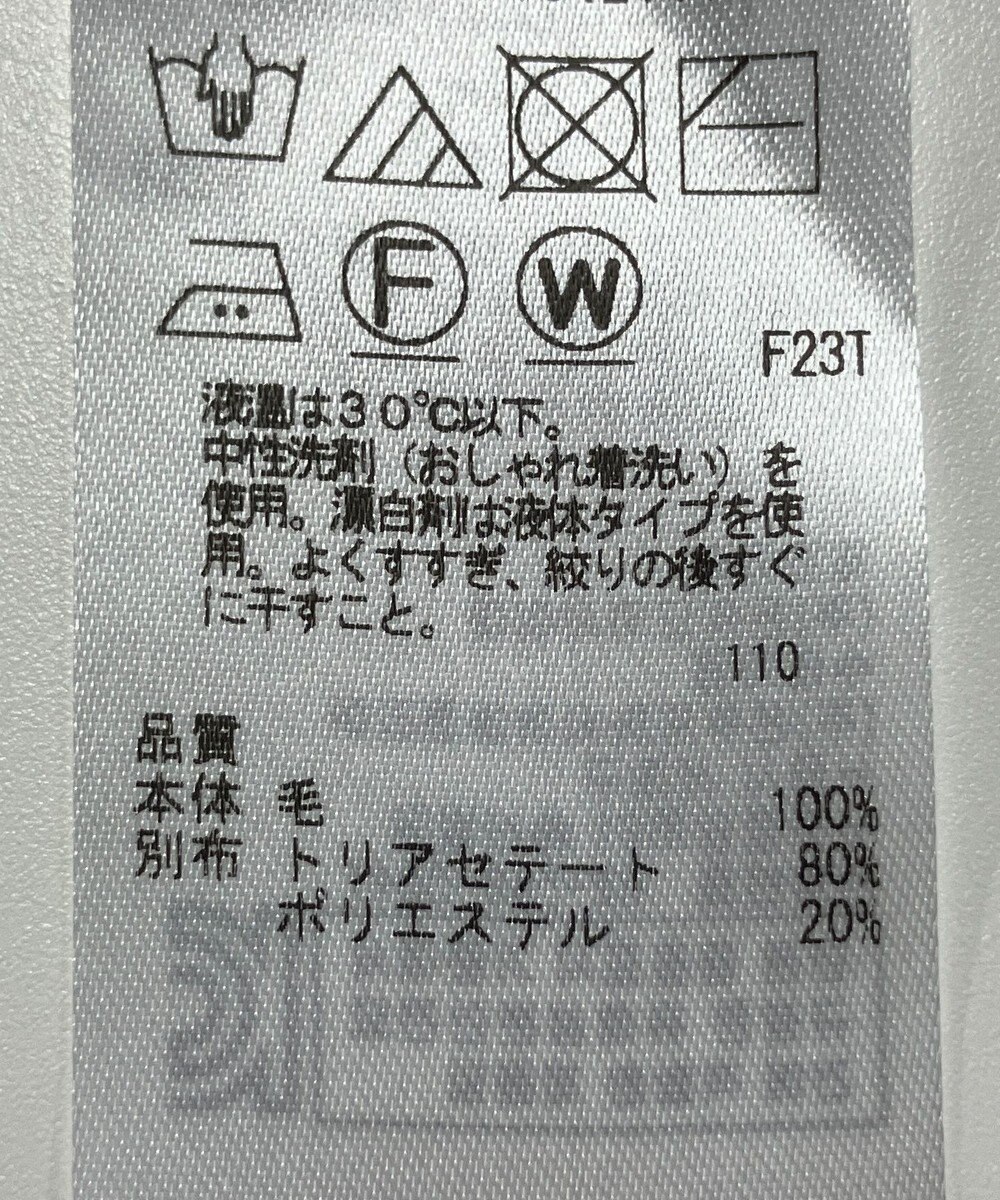 F
W
F23T
液温は30℃以下。
中性洗剤（おしゃれ着洗い）を
使用。漂白剤は液体タイプを使
用。よくすすぎ、絞りの後すぐ
に干すこと。
110
品質
本体 毛 100%
別布 トリアセテート 80%
ポリエステル 20%